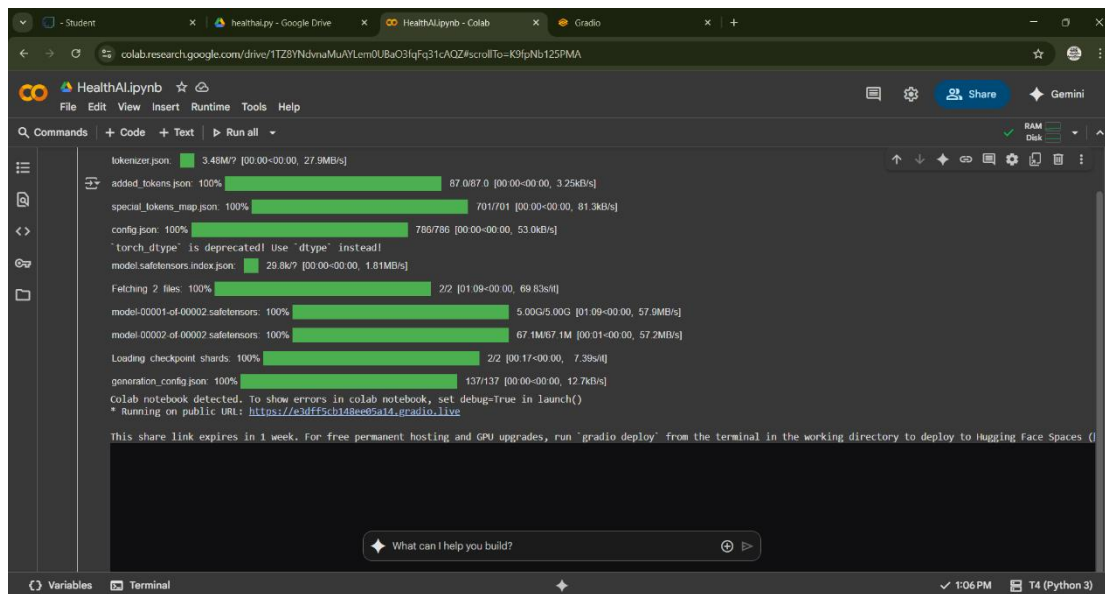 - Student
healthai.py - Google Drive
HealthAI.ipynb - Colab
Gradio
colab.research.google.com/drive/1TZ8YNdvnaMuAYLem0UBaO3fqFq31cAQZ#scrollTo=K9fpNb125PMA
HealthAI.ipynb
Share
Gemini
File Edit View Insert Runtime Tools Help
Commands + Code + Text Run all
RAM
Disk
tokenizer.json: 3.48M/? [00:00<00:00, 27.9MB/s]
added_tokens.json: 100% 87.0/87.0 [00:00<00:00, 3.25kB/s]
special_tokens_map.json: 100% 701/701 [00:00<00:00, 81.3kB/s]
config.json: 100% 786/786 [00:00<00:00, 53.0kB/s]
`torch_dtype` is deprecated! Use `dtype` instead!
model.safetensors.index.json: 29.8k/? [00:00<00:00, 1.81MB/s]
Fetching 2 files: 100% 2/2 [01:09<00:00, 69.83s/it]
model-00001-of-00002.safetensors: 100% 5.00G/5.00G [01:09<00:00, 57.9MB/s]
model-00002-of-00002.safetensors: 100% 67.1M/67.1M [00:01<00:00, 57.2MB/s]
Loading checkpoint shards: 100% 2/2 [00:17<00:00, 7.39s/it]
generation_config.json: 100% 137/137 [00:00<00:00, 12.7kB/s]
Colab notebook detected. To show errors in colab notebook, set debug=True in launch()
* Running on public URL: https://e3dff5cb148ee05a14.gradio.live
This share link expires in 1 week. For free permanent hosting and GPU upgrades, run `gradio deploy` from the terminal in the working directory to deploy to Hugging Face Spaces (
What can I help you build?
Variables Terminal
1:06 PM T4 (Python 3)